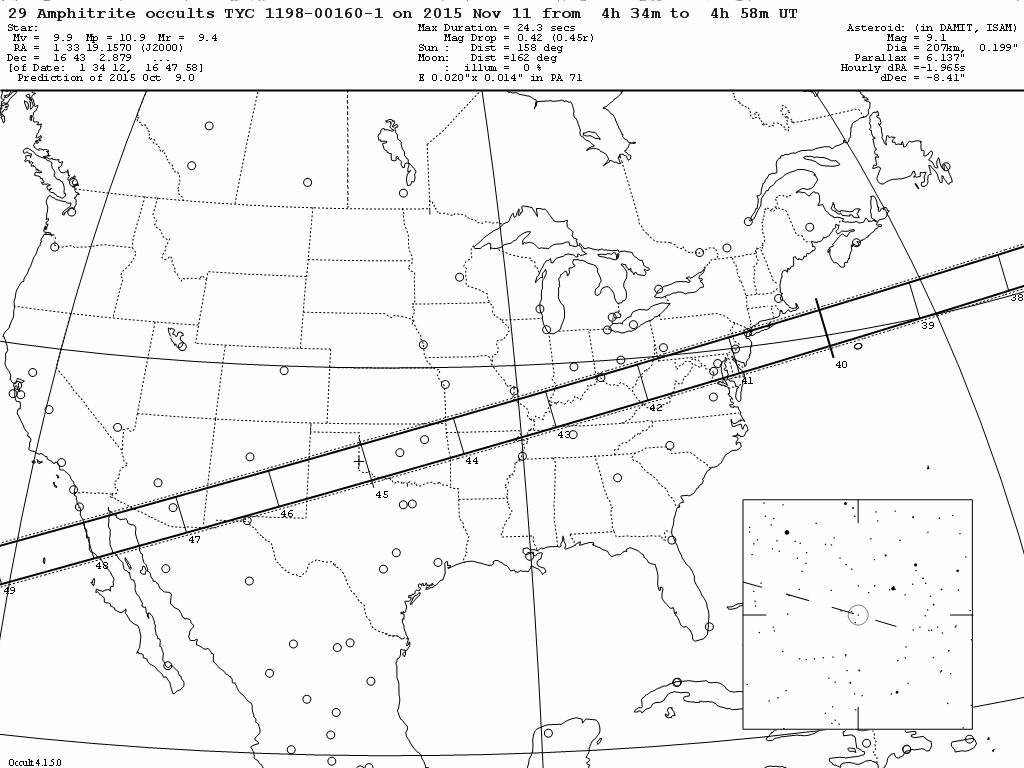 29 Amphitrite occults TYC 1198-00160-1 on 2015 Nov 11 from  4h 34m to  4h 58m UT
Star:
Mv =  9.9  Mp = 10.9  Mr =  9.4
RA =  1 33 19.1570 (J2000)
Dec =  16 43  2.879   ...
[of Date:  1 34 12,  16 47 58]
Prediction of 2015 Oct  9.0
Max Duration = 24.3 secs
Mag Drop = 0.42 (0.45r)
Sun :   Dist = 158 deg
Moon:   Dist =162 deg
:  illum =  0 %
E 0.020"x 0.014" in PA 71
Asteroid: (in DAMIT, ISAM)
Mag = 9.1
Dia = 207km,  0.199"
Parallax = 6.137"
Hourly dRA =-1.965s
dDec = -8.41"
38
39
40
41
42
43
44
45
46
47
48
49
Occult 4.1.5.0